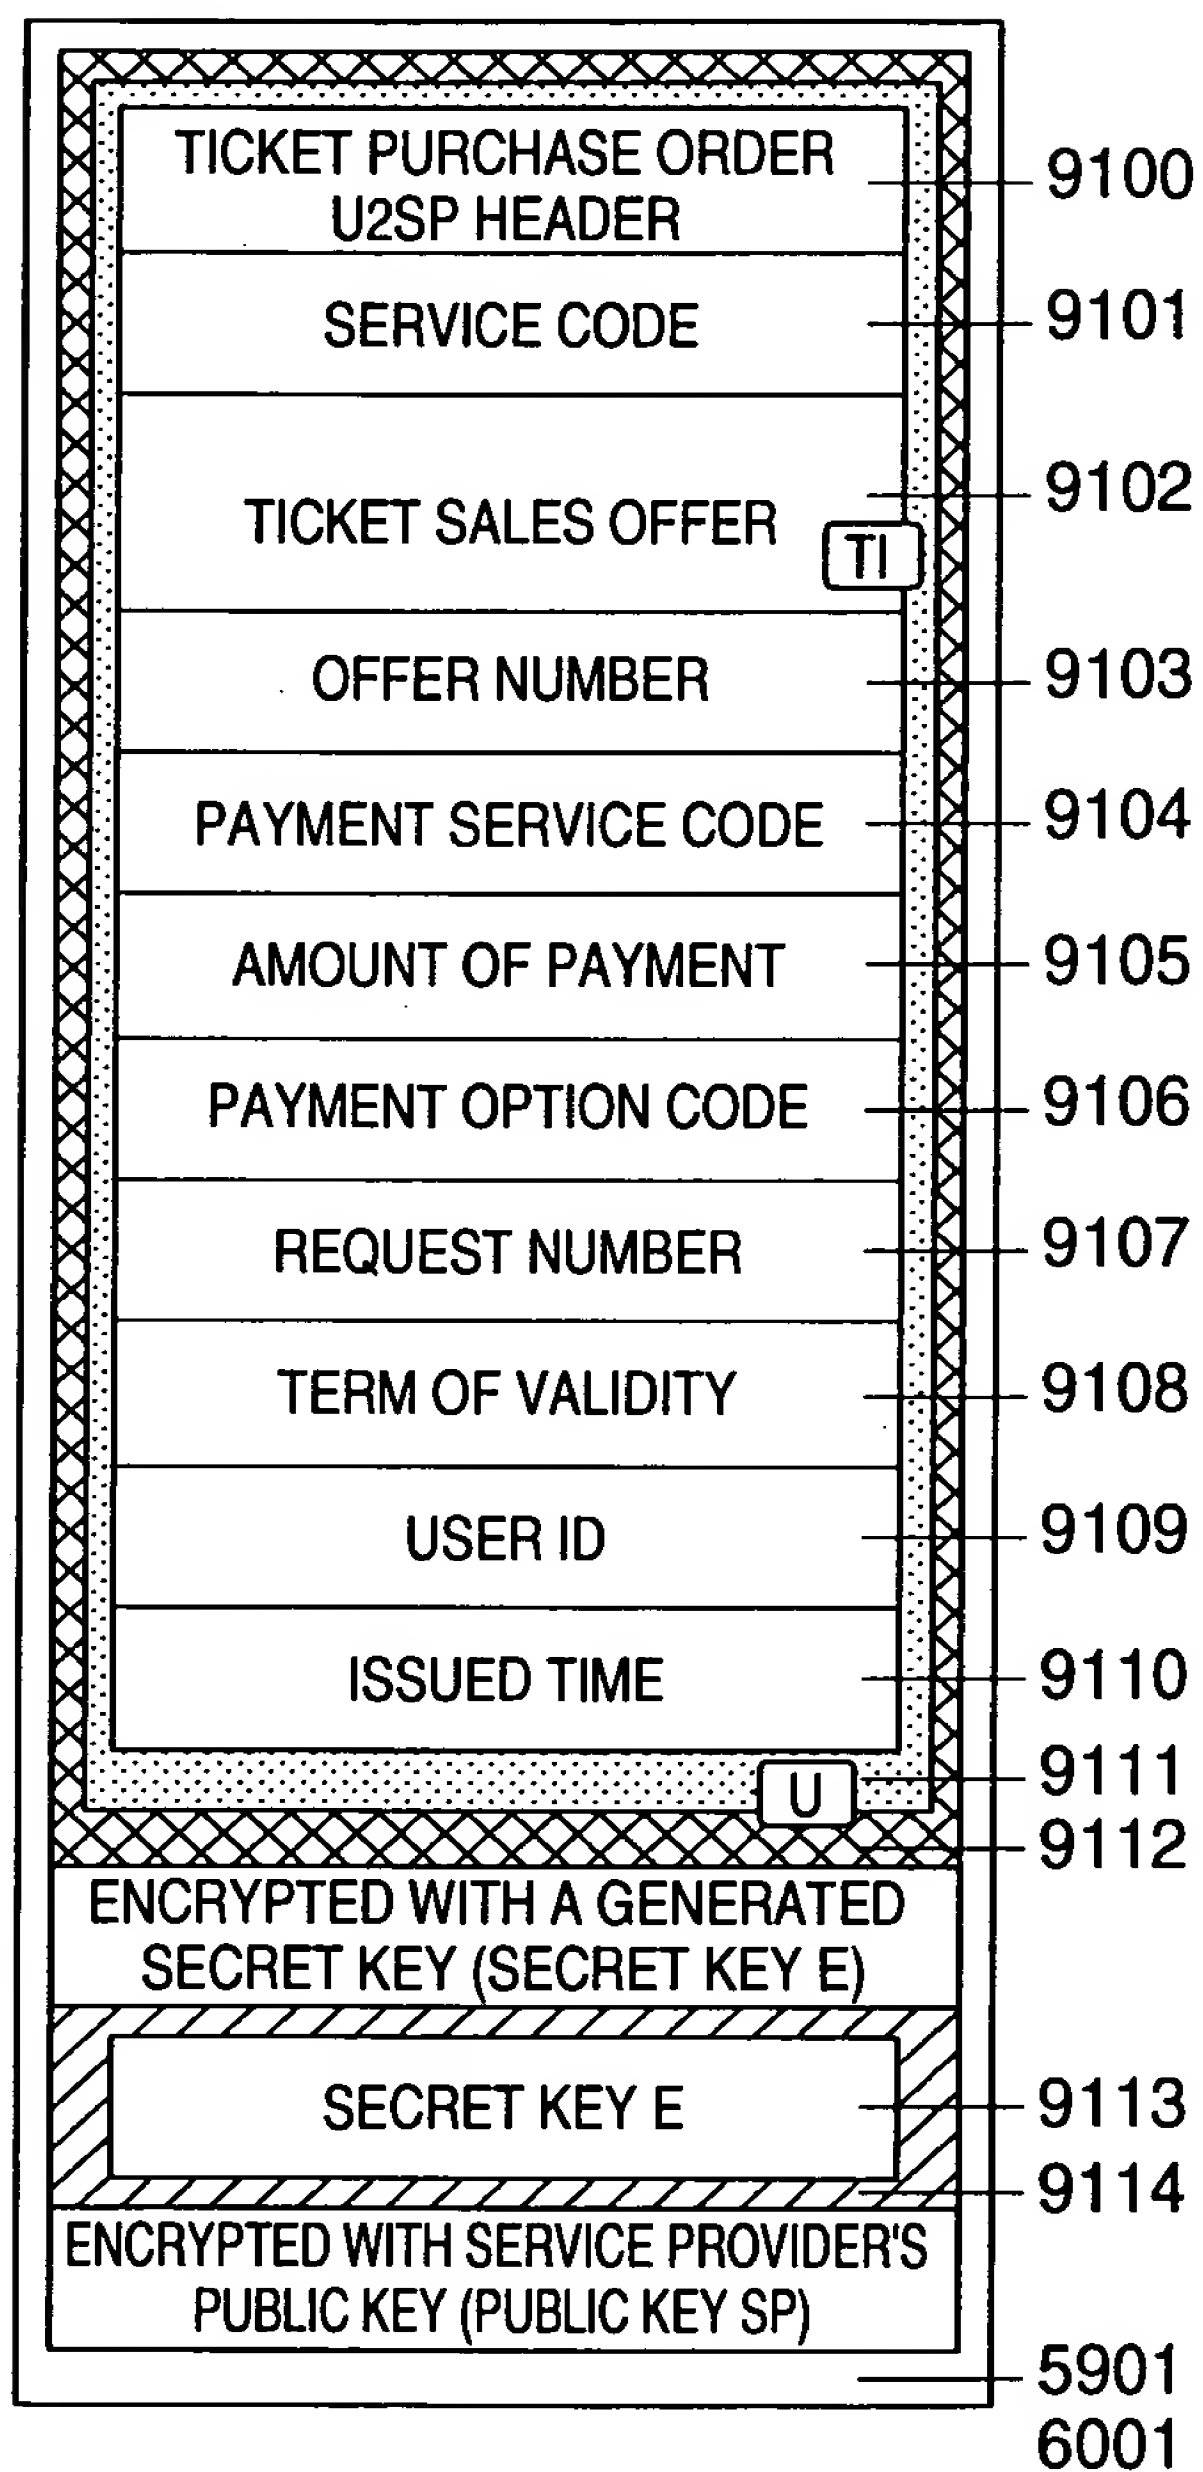 TICKET PURCHASE ORDER
U2SP HEADER
9100
SERVICE CODE
9101
TICKET SALES OFFER
9102
TI
OFFER NUMBER
9103
PAYMENT SERVICE CODE
9104
AMOUNT OF PAYMENT
9105
PAYMENT OPTION CODE
9106
REQUEST NUMBER
9107
TERM OF VALIDITY
9108
USER ID
9109
ISSUED TIME
9110
U
9111
9112
ENCRYPTED WITH A GENERATED
SECRET KEY (SECRET KEY E)
SECRET KEY E
9113
9114
ENCRYPTED WITH SERVICE PROVIDER'S
PUBLIC KEY (PUBLIC KEY SP)
5901
6001